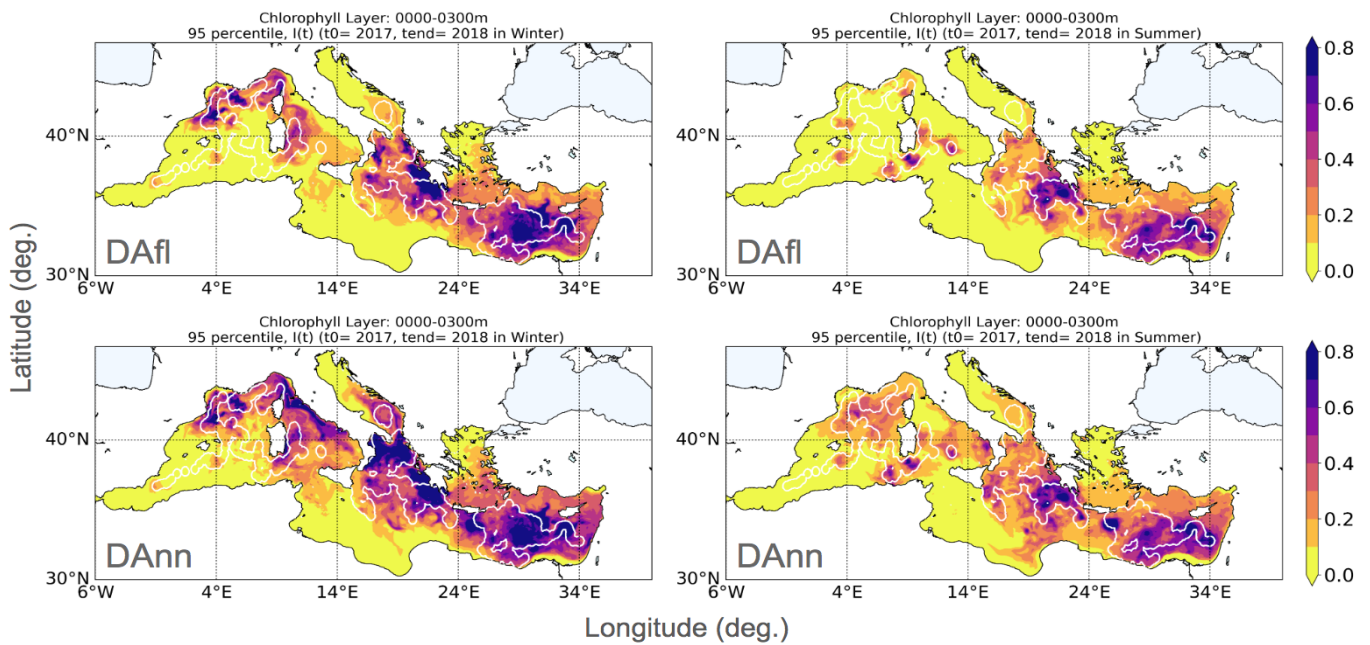 Chlorophyll Layer: 0000-0300m
95 percentile, I(t) (t0= 2017, tend= 2018 in Winter)
40°N
30°N
DAfl
6°W 4°E 14°E 24°E 34°E
Chlorophyll Layer: 0000-0300m
95 percentile, I(t) (t0= 2017, tend= 2018 in Summer)
DAfl
6°W 4°E 14°E 24°E 34°E
0.8
0.6
0.4
0.2
0.0
Latitude (deg.)
Chlorophyll Layer: 0000-0300m
95 percentile, I(t) (t0= 2017, tend= 2018 in Winter)
40°N
30°N
DAnn
6°W 4°E 14°E 24°E 34°E
Chlorophyll Layer: 0000-0300m
95 percentile, I(t) (t0= 2017, tend= 2018 in Summer)
DAnn
6°W 4°E 14°E 24°E 34°E
0.8
0.6
0.4
0.2
0.0
Longitude (deg.)